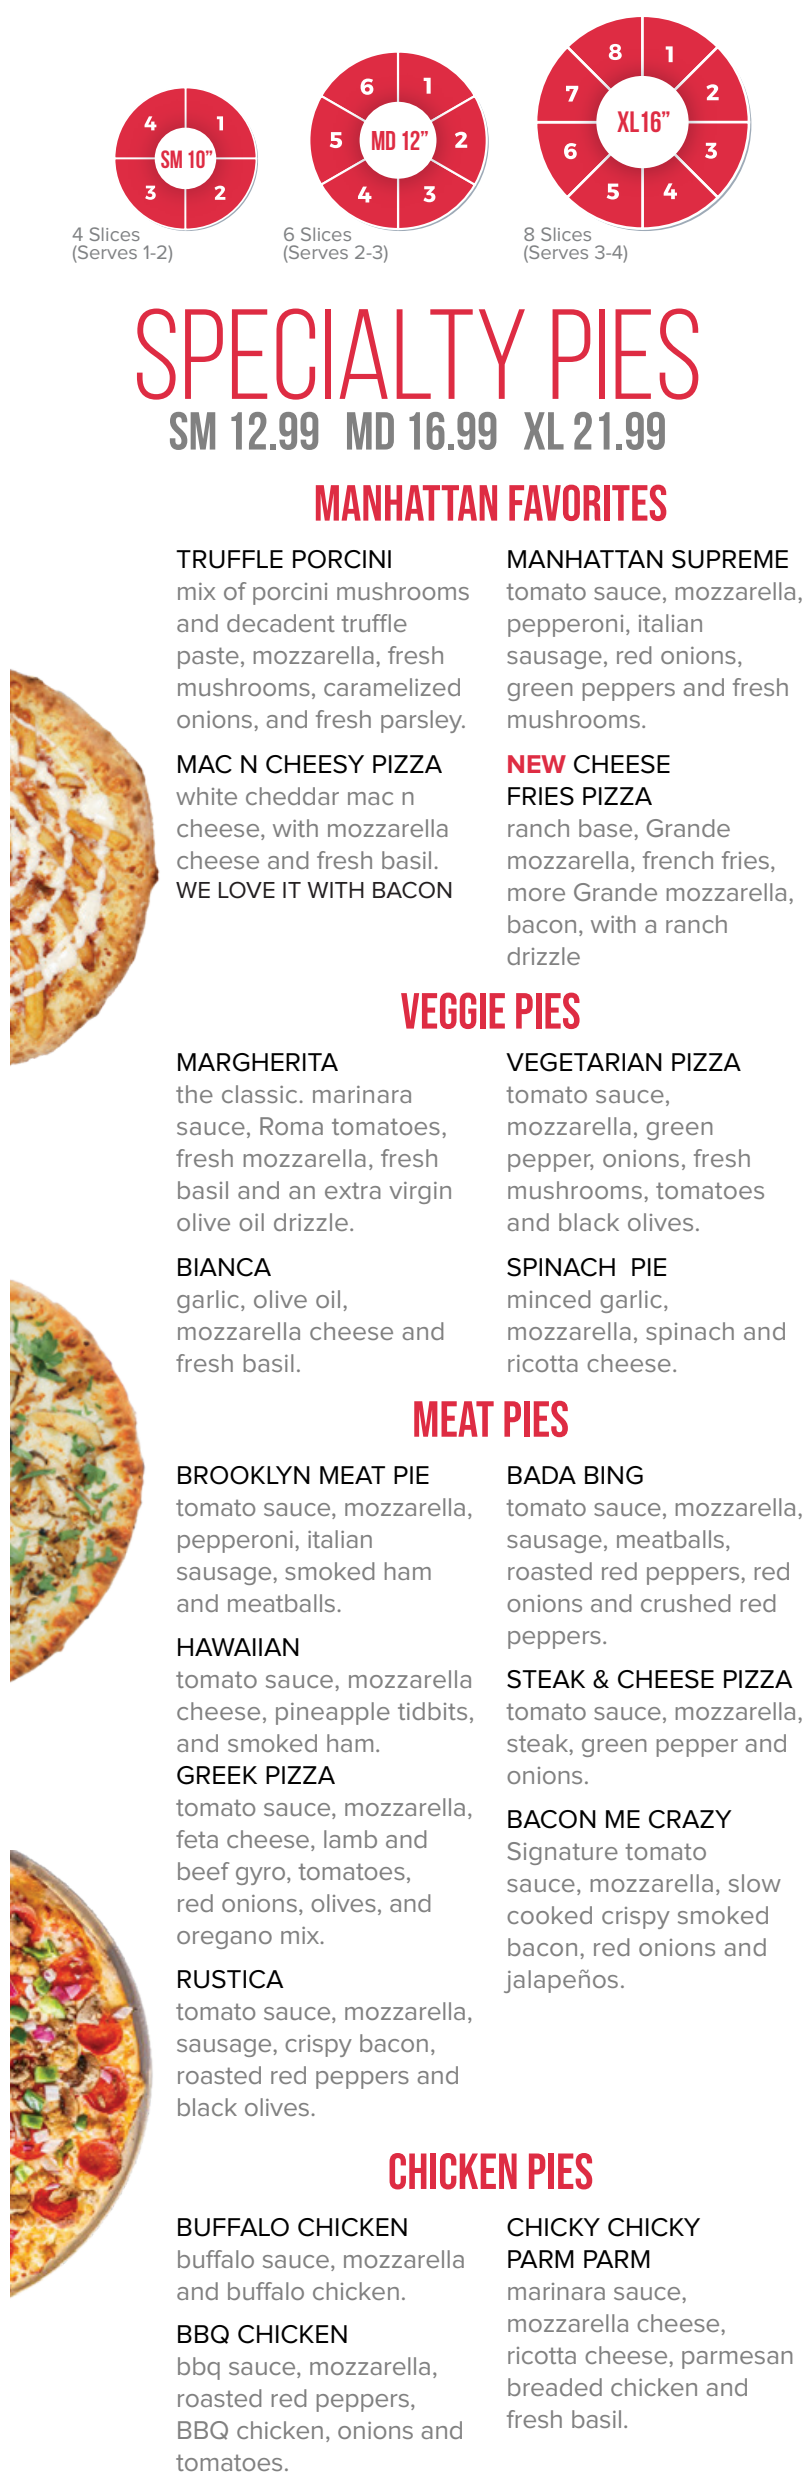 4 1
SM 10"
3 2
4 Slices
(Serves 1-2)
6 1
5 MD 12" 2
4 3
6 Slices
(Serves 2-3)
8 1
7 2
XL16"
6 3
5 4
8 Slices
(Serves 3-4)
SPECIALTY PIES
SM 12.99 MD 16.99 XL 21.99
MANHATTAN FAVORITES
TRUFFLE PORCINI
mix of porcini mushrooms
and decadent truffle
paste, mozzarella, fresh
mushrooms, caramelized
onions, and fresh parsley.
MAC N CHEESY PIZZA
white cheddar mac n
cheese, with mozzarella
cheese and fresh basil.
WE LOVE IT WITH BACON
MANHATTAN SUPREME
tomato sauce, mozzarella,
pepperoni, italian
sausage, red onions,
green peppers and fresh
mushrooms.
NEW CHEESE
FRIES PIZZA
ranch base, Grande
mozzarella, french fries,
more Grande mozzarella,
bacon, with a ranch
drizzle
VEGGIE PIES
MARGHERITA
the classic. marinara
sauce, Roma tomatoes,
fresh mozzarella, fresh
basil and an extra virgin
olive oil drizzle.
BIANCA
garlic, olive oil,
mozzarella cheese and
fresh basil.
VEGETARIAN PIZZA
tomato sauce,
mozzarella, green
pepper, onions, fresh
mushrooms, tomatoes
and black olives.
SPINACH PIE
minced garlic,
mozzarella, spinach and
ricotta cheese.
MEAT PIES
BROOKLYN MEAT PIE
tomato sauce, mozzarella,
pepperoni, italian
sausage, smoked ham
and meatballs.
HAWAIIAN
tomato sauce, mozzarella
cheese, pineapple tidbits,
and smoked ham.
GREEK PIZZA
tomato sauce, mozzarella,
feta cheese, lamb and
beef gyro, tomatoes,
red onions, olives, and
oregano mix.
RUSTICA
tomato sauce, mozzarella,
sausage, crispy bacon,
roasted red peppers and
black olives.
BADA BING
tomato sauce, mozzarella,
sausage, meatballs,
roasted red peppers, red
onions and crushed red
peppers.
STEAK & CHEESE PIZZA
tomato sauce, mozzarella,
steak, green pepper and
onions.
BACON ME CRAZY
Signature tomato
sauce, mozzarella, slow
cooked crispy smoked
bacon, red onions and
jalapeños.
CHICKEN PIES
BUFFALO CHICKEN
buffalo sauce, mozzarella
and buffalo chicken.
BBQ CHICKEN
bbq sauce, mozzarella,
roasted red peppers,
BBQ chicken, onions and
tomatoes.
CHICKY CHICKY
PARM PARM
marinara sauce,
mozzarella cheese,
ricotta cheese, parmesan
breaded chicken and
fresh basil.